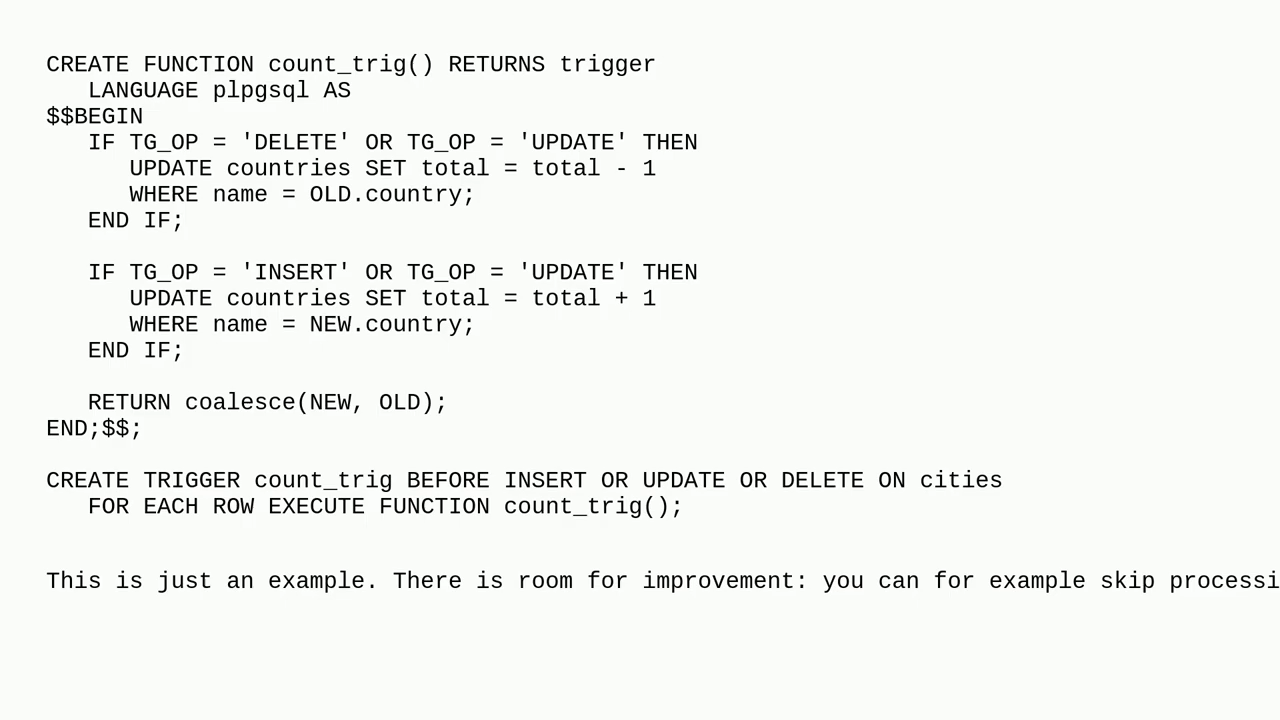 CREATE FUNCTION count_trig() RETURNS trigger
   LANGUAGE plpgsql AS
$$BEGIN
   IF TG_OP = 'DELETE' OR TG_OP = 'UPDATE' THEN
      UPDATE countries SET total = total - 1
      WHERE name = OLD.country;
   END IF;

   IF TG_OP = 'INSERT' OR TG_OP = 'UPDATE' THEN
      UPDATE countries SET total = total + 1
      WHERE name = NEW.country;
   END IF;

   RETURN coalesce(NEW, OLD);
END;$$;

CREATE TRIGGER count_trig BEFORE INSERT OR UPDATE OR DELETE ON cities
   FOR EACH ROW EXECUTE FUNCTION count_trig();

This is just an example. There is room for improvement: you can for example skip processi